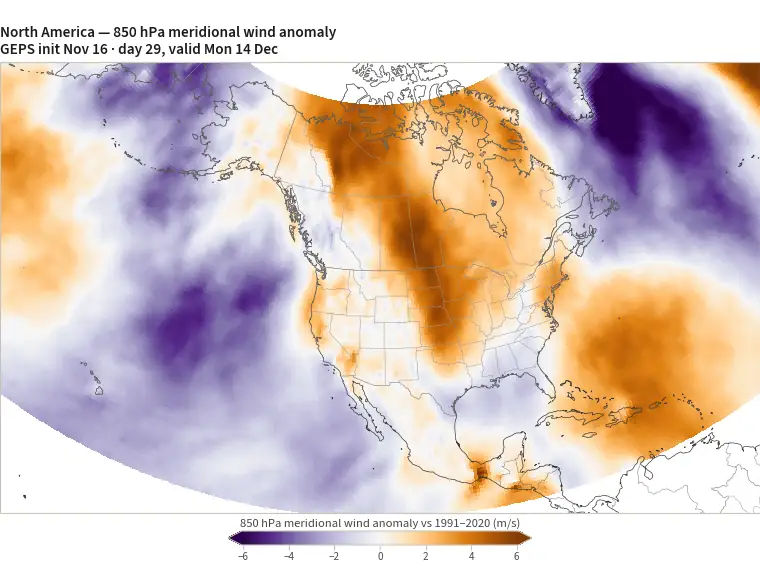 North America — 850 hPa meridional wind anomaly
GEPS init Nov 16 · day 29, valid Mon 14 Dec
850 hPa meridional wind anomaly vs 1991–2020 (m/s)
−6 −4 −2 0 2 4 6